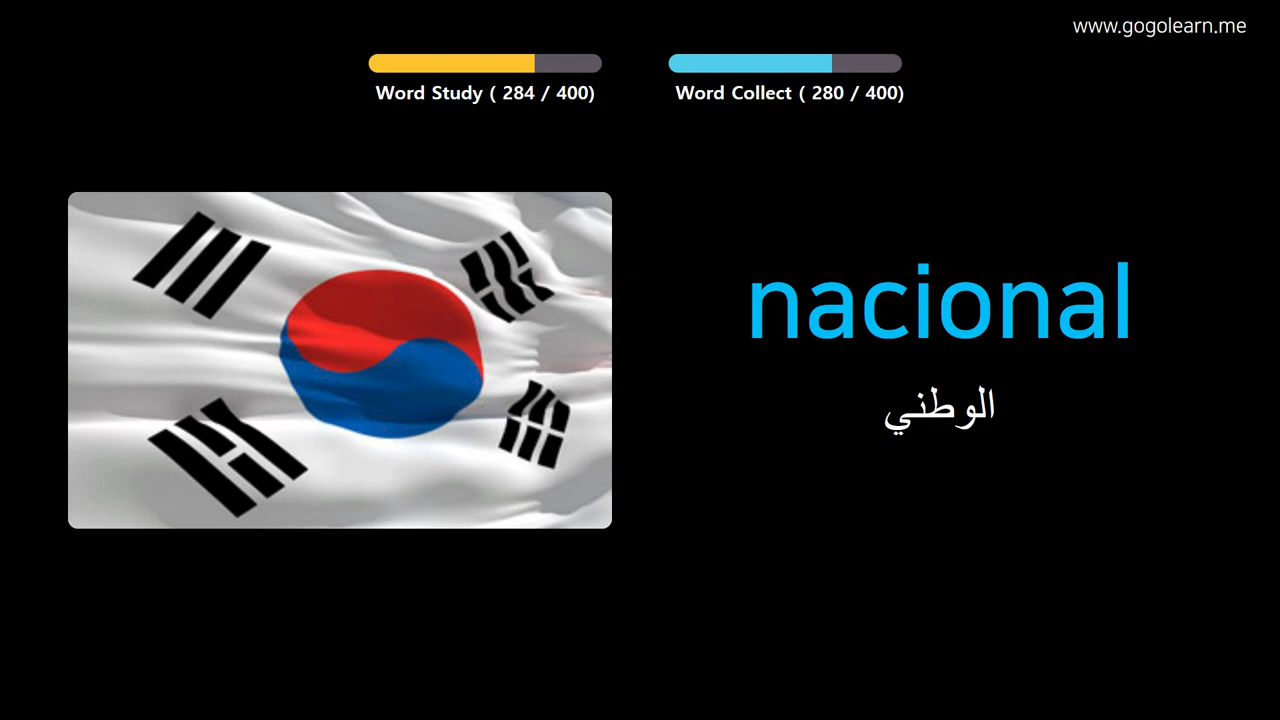 www.gogolearn.me
Word Study ( 284 / 400)
Word Collect ( 280 / 400)
nacional
الوطني